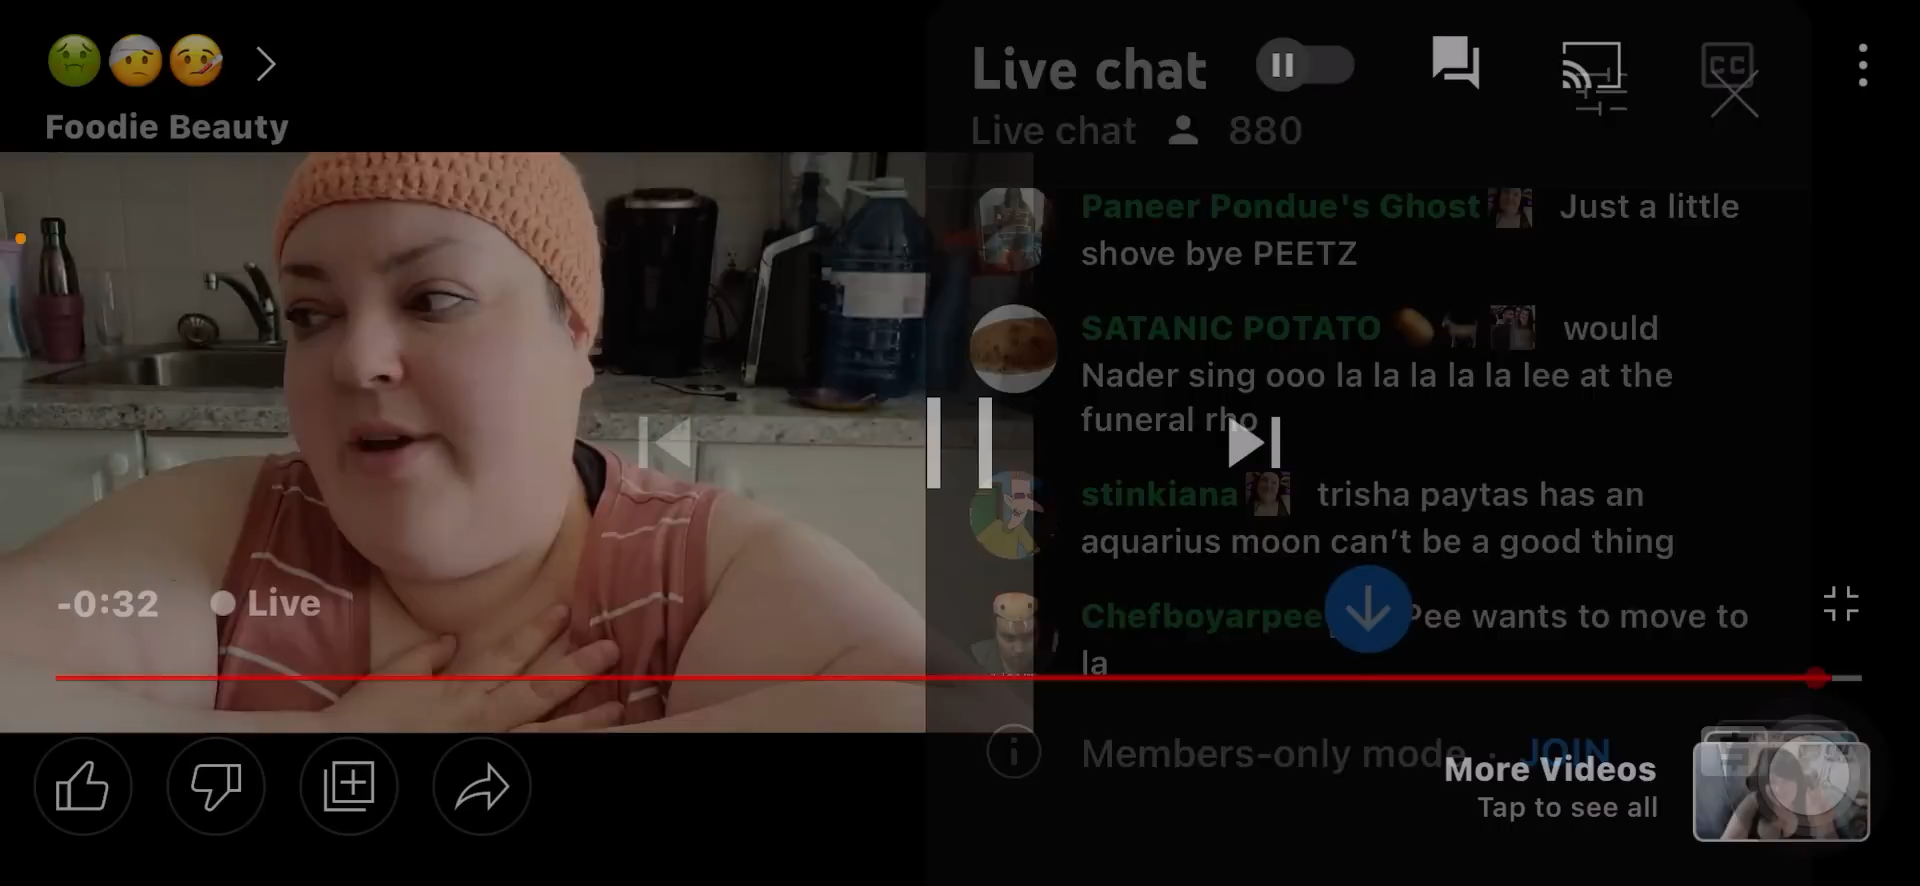 🤢🤕🤒
Foodie Beauty
Live chat
CC
Live chat 880
Paneer Pondue's Ghost Just a little
shove bye PEETZ
SATANIC POTATO 🥔🐐 would
Nader sing ooo la la la la la lee at the
funeral rho
stinkiana trisha paytas has an
aquarius moon can't be a good thing
Chefboyarpee Pee wants to move to
la
-0:32 Live
Members-only mode · JOIN
More Videos
Tap to see all